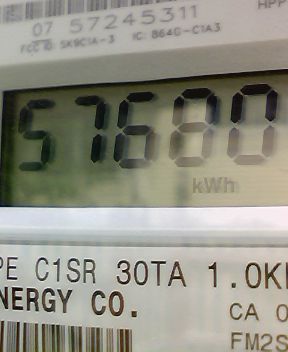 07 57245311
HPP
FCC ID: SK9C1A-3 IC: 864G-C1A3
57680
kWh
PE C1SR 30TA 1.0K
NERGY CO.
CA 0
FM2S